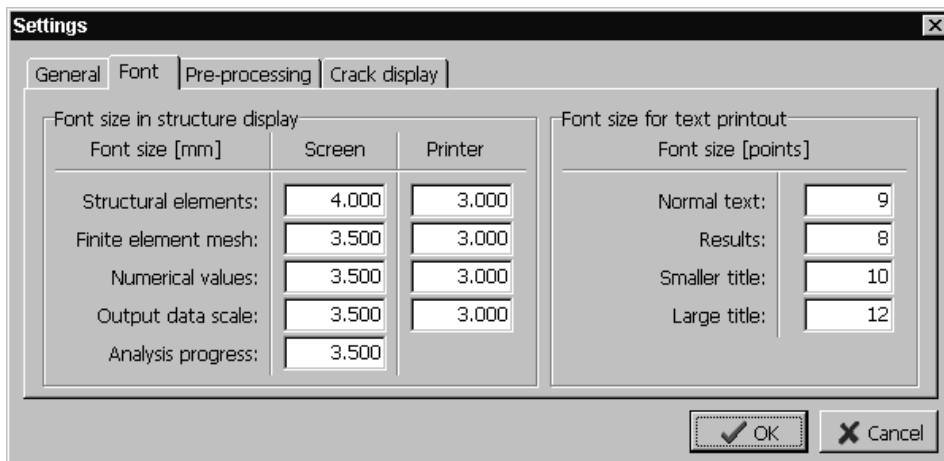 Settings
General Font Pre-processing Crack display
Font size in structure display
Font size [mm] Screen Printer
Structural elements: 4.000 3.000
Finite element mesh: 3.500 3.000
Numerical values: 3.500 3.000
Output data scale: 3.500 3.000
Analysis progress: 3.500
Font size for text printout
Font size [points]
Normal text: 9
Results: 8
Smaller title: 10
Large title: 12
OK Cancel